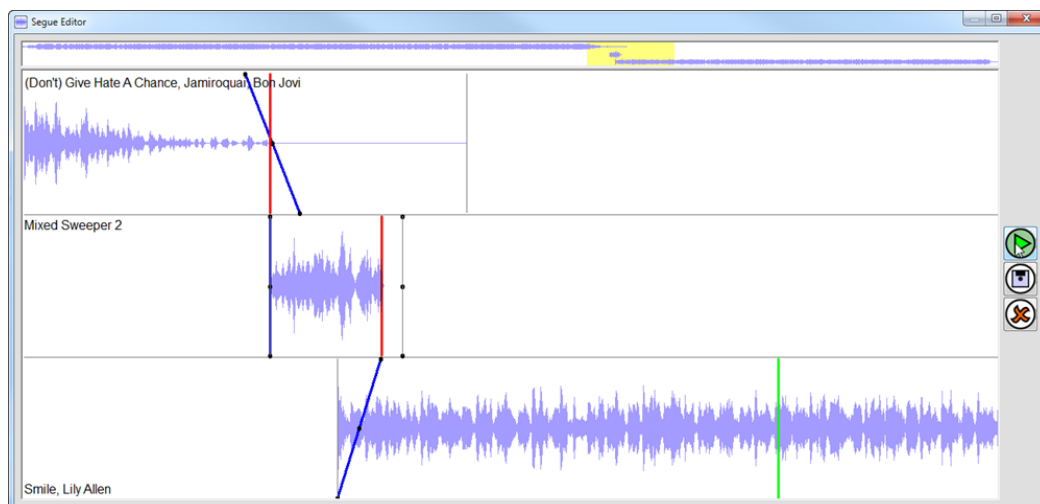 Segue Editor
(Don't) Give Hate A Chance, Jamiroquai, Bon Jovi
Mixed Sweeper 2
Smile, Lily Allen